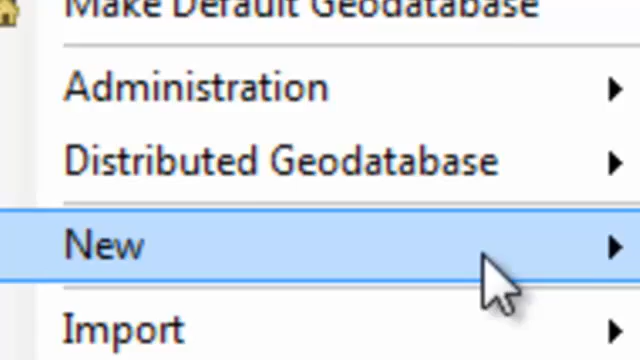 Make Default Geodatabase
Administration
Distributed Geodatabase
New
Import